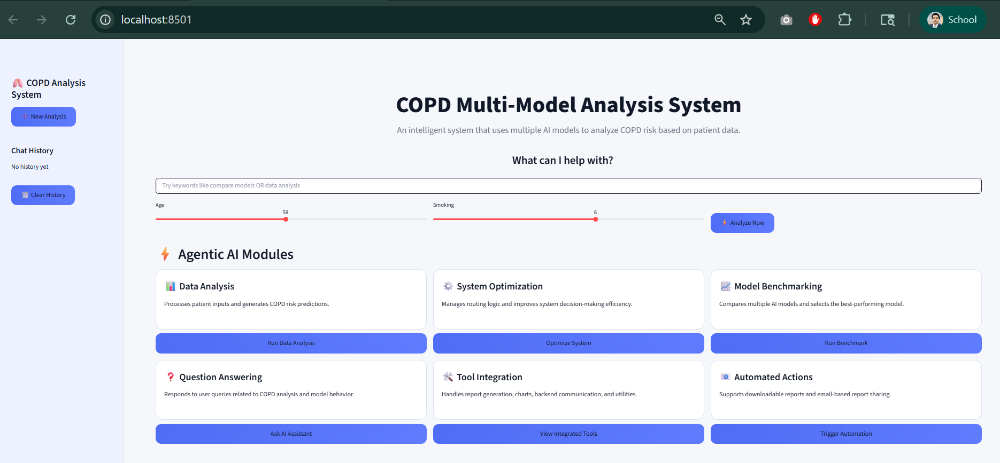 localhost:8501
School
COPD Analysis
System
New Analysis
Chat History
No history yet
Clear History
COPD Multi-Model Analysis System
An intelligent system that uses multiple AI models to analyze COPD risk based on patient data.
What can I help with?
Try keywords like compare models OR data analysis
Age
58
Smoking
6
Analyze Now
Agentic AI Modules
Data Analysis
Processes patient inputs and generates COPD risk predictions.
Run Data Analysis
System Optimization
Manages routing logic and improves system decision-making efficiency.
Optimize System
Model Benchmarking
Compares multiple AI models and selects the best-performing model.
Run Benchmark
Question Answering
Responds to user queries related to COPD analysis and model behavior.
Ask AI Assistant
Tool Integration
Handles report generation, charts, backend communication, and utilities.
View Integrated Tools
Automated Actions
Supports downloadable reports and email-based report sharing.
Trigger Automation